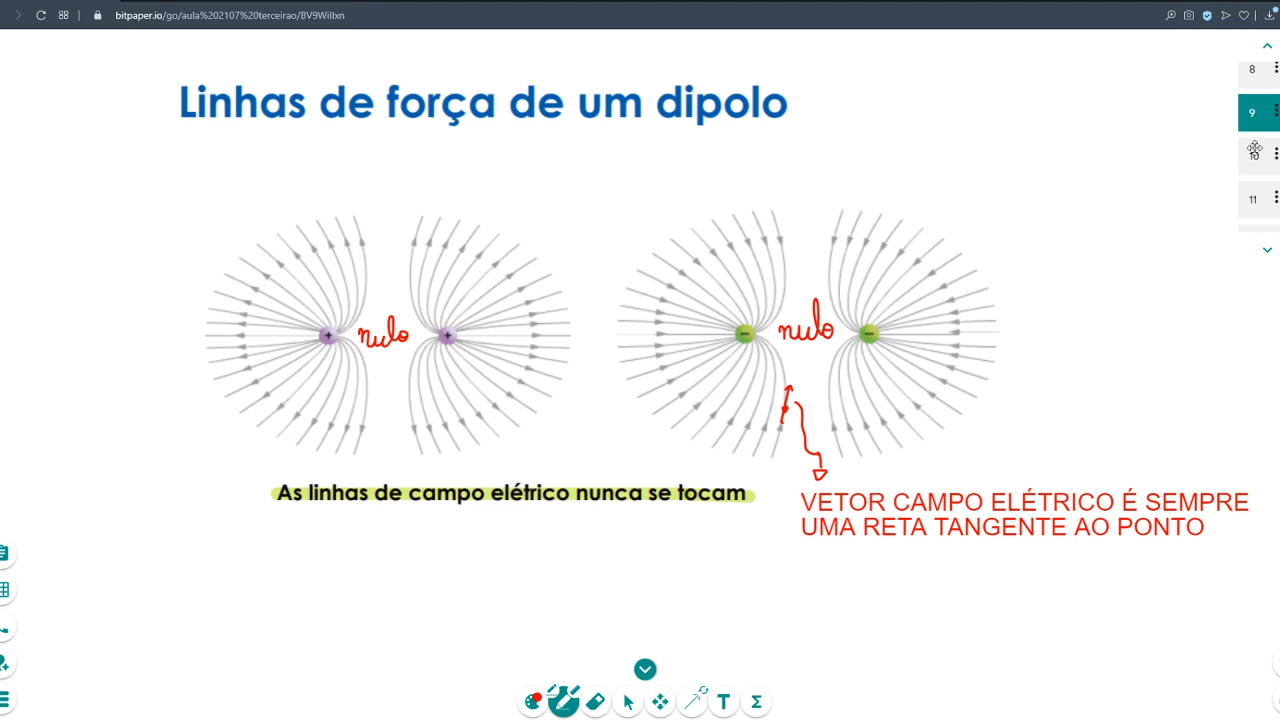 bitpaper.io/go/aula%202107%20terceirao/BV9WiIlxn
Linhas de força de um dipolo
8
9
10
11
+ nulo +
− nulo −
As linhas de campo elétrico nunca se tocam
VETOR CAMPO ELÉTRICO É SEMPRE
UMA RETA TANGENTE AO PONTO
T Σ